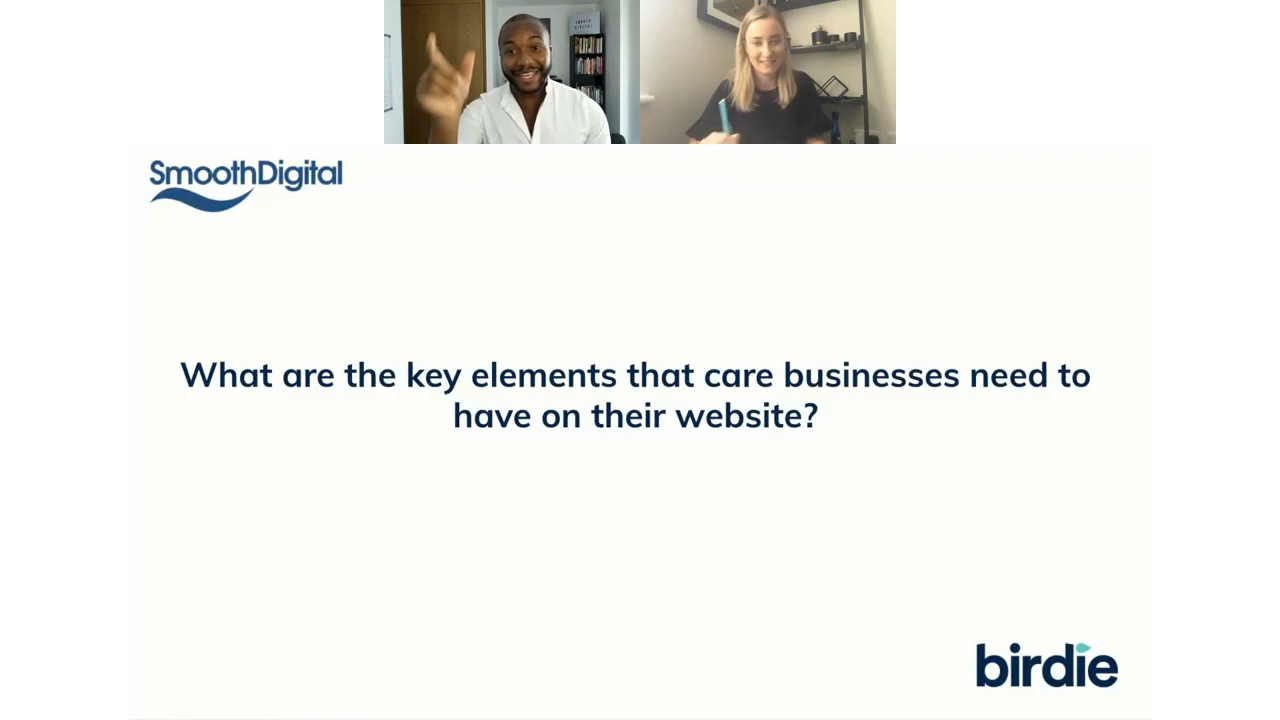 SmoothDigital
What are the key elements that care businesses need to
have on their website?
birdie